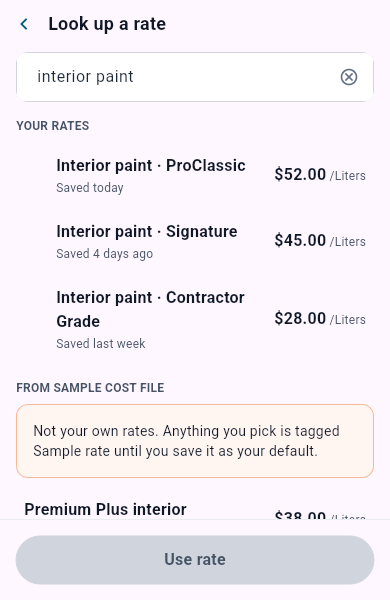 Look up a rate
interior paint
YOUR RATES
Interior paint · ProClassic
Saved today
$52.00 /Liters
Interior paint · Signature
Saved 4 days ago
$45.00 /Liters
Interior paint · Contractor
Grade
Saved last week
$28.00 /Liters
FROM SAMPLE COST FILE
Not your own rates. Anything you pick is tagged
Sample rate until you save it as your default.
Premium Plus interior
$38.00 /Liters
Use rate